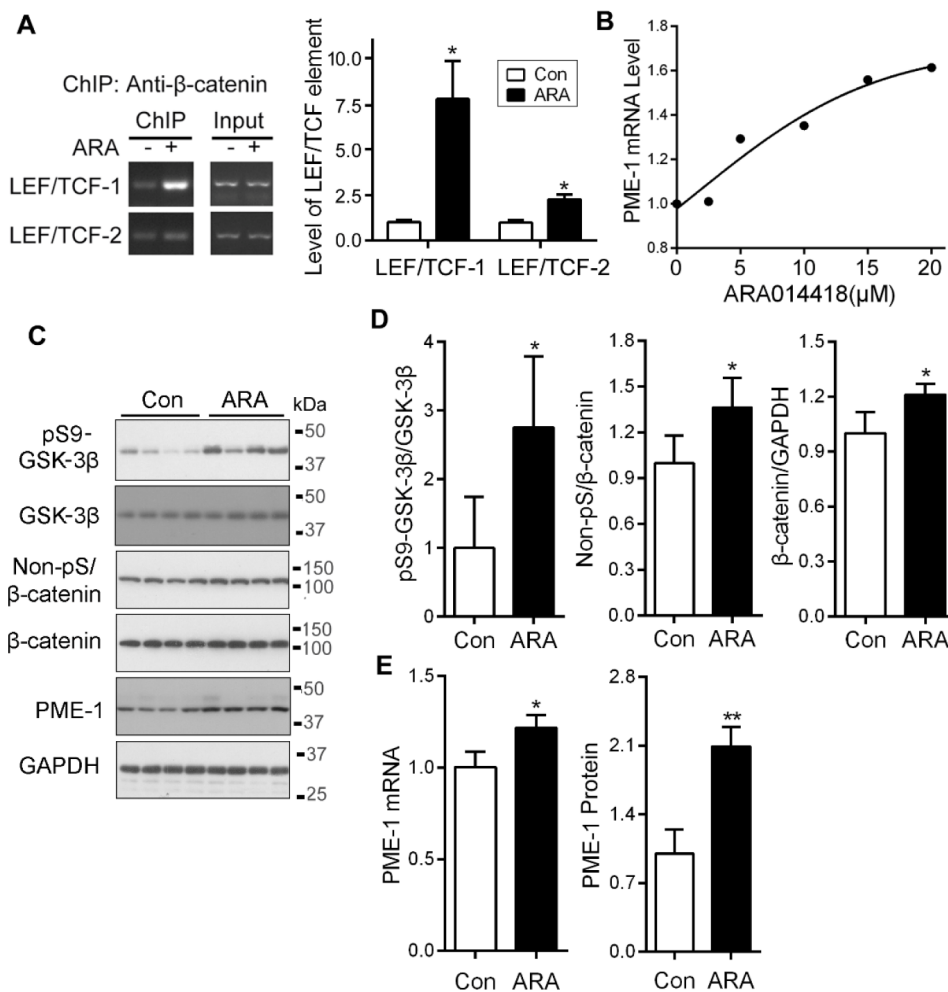 A
ChIP: Anti-β-catenin
ChIP Input
ARA - + - +
LEF/TCF-1
LEF/TCF-2
Level of LEF/TCF element
10.0
7.5
5.0
2.5
0.0
*
*
Con
ARA
LEF/TCF-1 LEF/TCF-2
B
PME-1 mRNA Level
1.8
1.6
1.4
1.2
1.0
0.8
0 5 10 15 20
ARA014418(μM)
C
Con ARA kDa
pS9-
GSK-3β
50
37
GSK-3β
50
37
Non-pS/
β-catenin
150
100
β-catenin
150
100
PME-1
50
37
GAPDH
37
25
D
pS9-GSK-3β/GSK-3β
4
3
2
1
0
*
Con ARA
Non-pS/β-catenin
1.8
1.5
1.2
0.9
0.6
0.3
0.0
*
Con ARA
β-catenin/GAPDH
1.5
1.2
0.9
0.6
0.3
0.0
*
Con ARA
E
PME-1 mRNA
1.5
1.0
0.5
0.0
*
Con ARA
PME-1 Protein
2.8
2.1
1.4
0.7
0.0
**
Con ARA